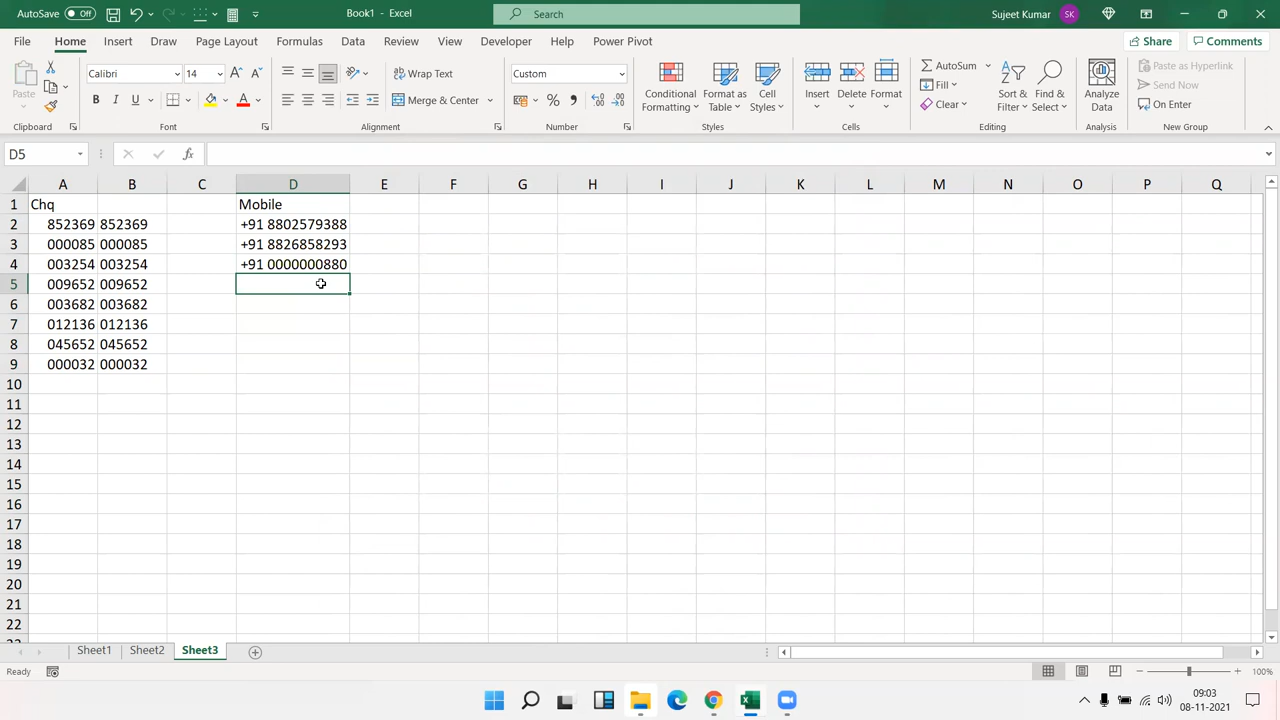 AutoSave Off Book1 - Excel Search Sujeet Kumar SK
File Home Insert Draw Page Layout Formulas Data Review View Developer Help Power Pivot Share Comments
Paste Calibri 14 Wrap Text Custom Conditional Formatting Format as Table Cell Styles Insert Delete Format AutoSum Sort & Filter Find & Select Analyze Data Paste as Hyperlink
B I U A Merge & Center % Fill Clear Send Now On Enter
Clipboard Font Alignment Number Styles Cells Editing Analysis New Group
D5 fx
A B C D E F G H I J K L M N O P Q
1 Chq Mobile
2 852369 852369 +91 8802579388
3 000085 000085 +91 8826858293
4 003254 003254 +91 0000000880
5 009652 009652
6 003682 003682
7 012136 012136
8 045652 045652
9 000032 000032
10
11
12
13
14
15
16
17
18
19
20
21
22
Sheet1 Sheet2 Sheet3
Ready 100%
09:03
08-11-2021